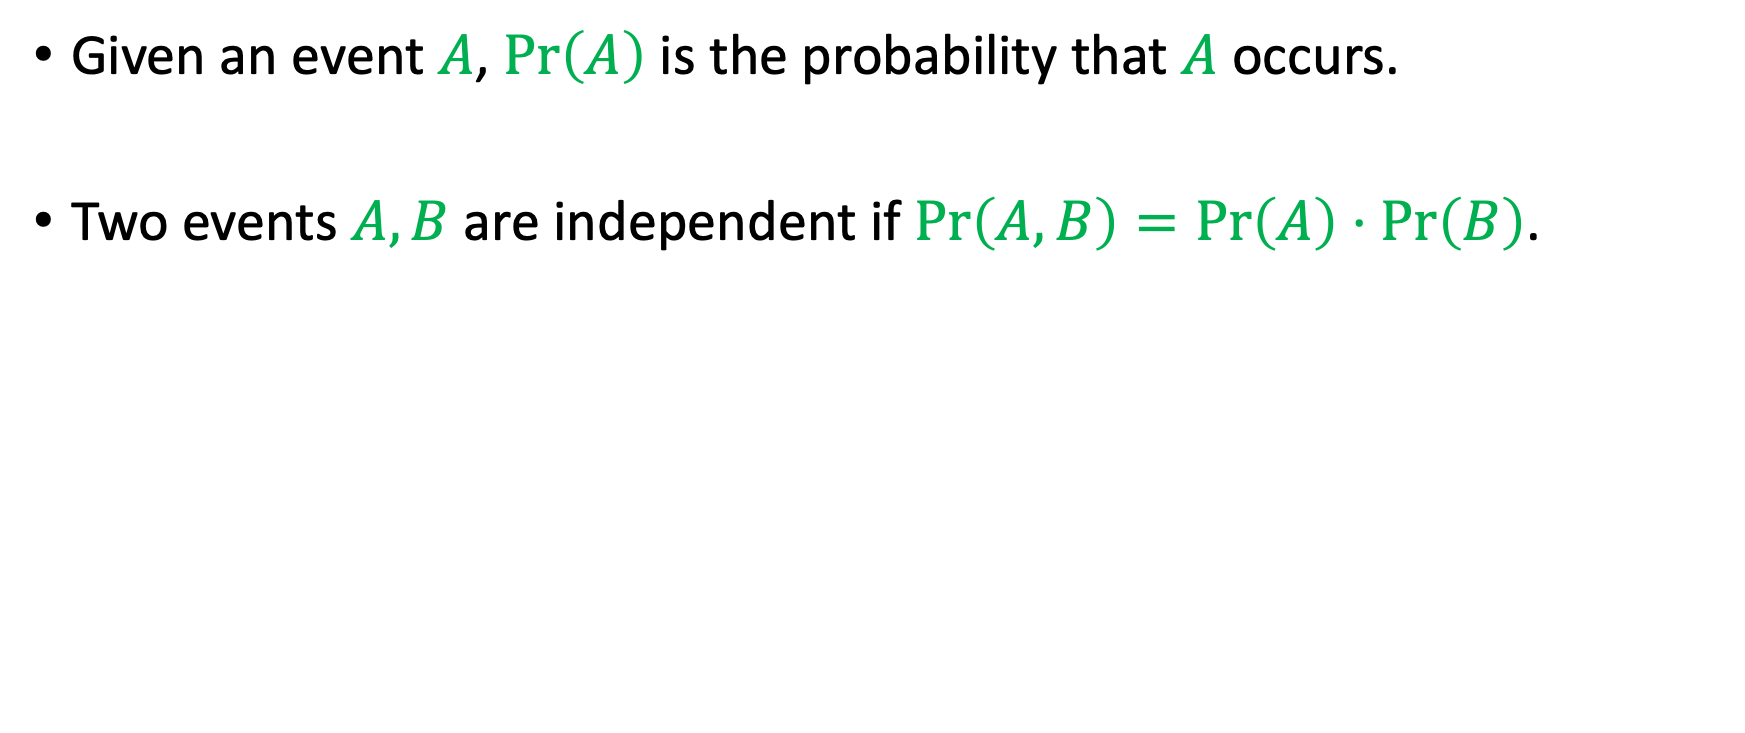 • Given an event A, Pr(A) is the probability that A occurs.
• Two events A, B are independent if Pr(A, B) = Pr(A) · Pr(B).